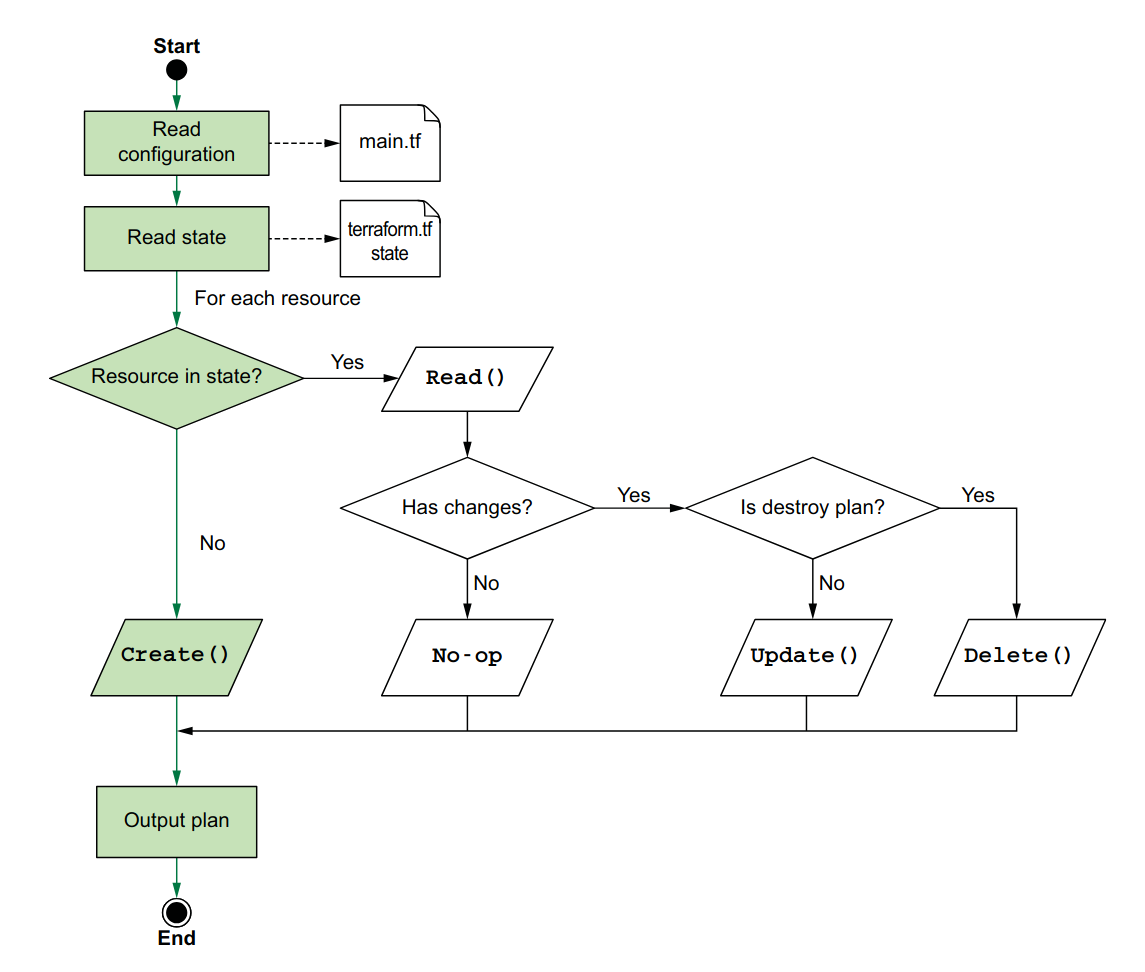 Start
Read
configuration
main.tf
Read state
terraform.tf
state
For each resource
Resource in state?
Yes
Read()
Has changes?
Yes
Is destroy plan?
Yes
No
No
No
Create()
No-op
Update()
Delete()
Output plan
End